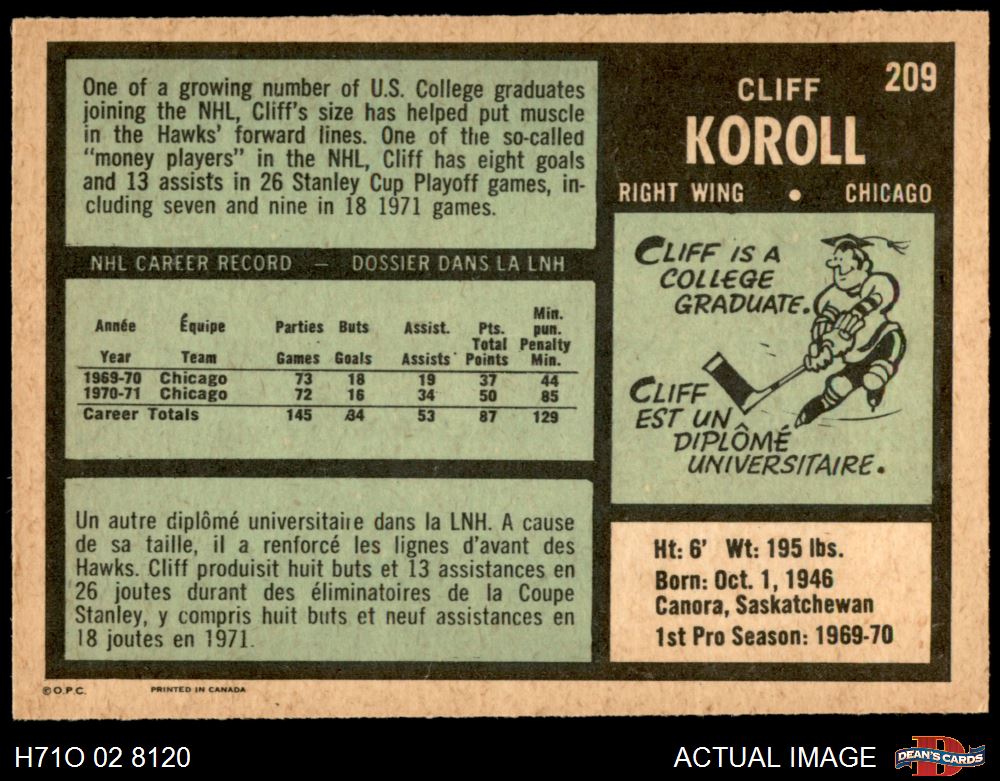 One of a growing number of U.S. College graduates
joining the NHL, Cliff's size has helped put muscle
in the Hawks' forward lines. One of the so-called
"money players" in the NHL, Cliff has eight goals
and 13 assists in 26 Stanley Cup Playoff games, in-
cluding seven and nine in 18 1971 games.
209
CLIFF
KOROLL
RIGHT WING • CHICAGO
NHL CAREER RECORD — DOSSIER DANS LA LNH
Année Équipe Parties Buts Assist. Pts. Total Min. pun.
Year Team Games Goals Assists Points Penalty Min.
1969-70 Chicago 73 18 19 37 44
1970-71 Chicago 72 16 34 50 85
Career Totals 145 34 53 87 129
CLIFF IS A
COLLEGE
GRADUATE.
CLIFF
EST UN
DIPLÔMÉ
UNIVERSITAIRE.
Un autre diplômé universitaire dans la LNH. A cause
de sa taille, il a renforcé les lignes d'avant des
Hawks. Cliff produisit huit buts et 13 assistances en
26 joutes durant des éliminatoires de la Coupe
Stanley, y compris huit buts et neuf assistances en
18 joutes en 1971.
Ht: 6' Wt: 195 lbs.
Born: Oct. 1, 1946
Canora, Saskatchewan
1st Pro Season: 1969-70
© O.P.C. PRINTED IN CANADA
H71O 02 8120
ACTUAL IMAGE
D
DEAN'S CARDS